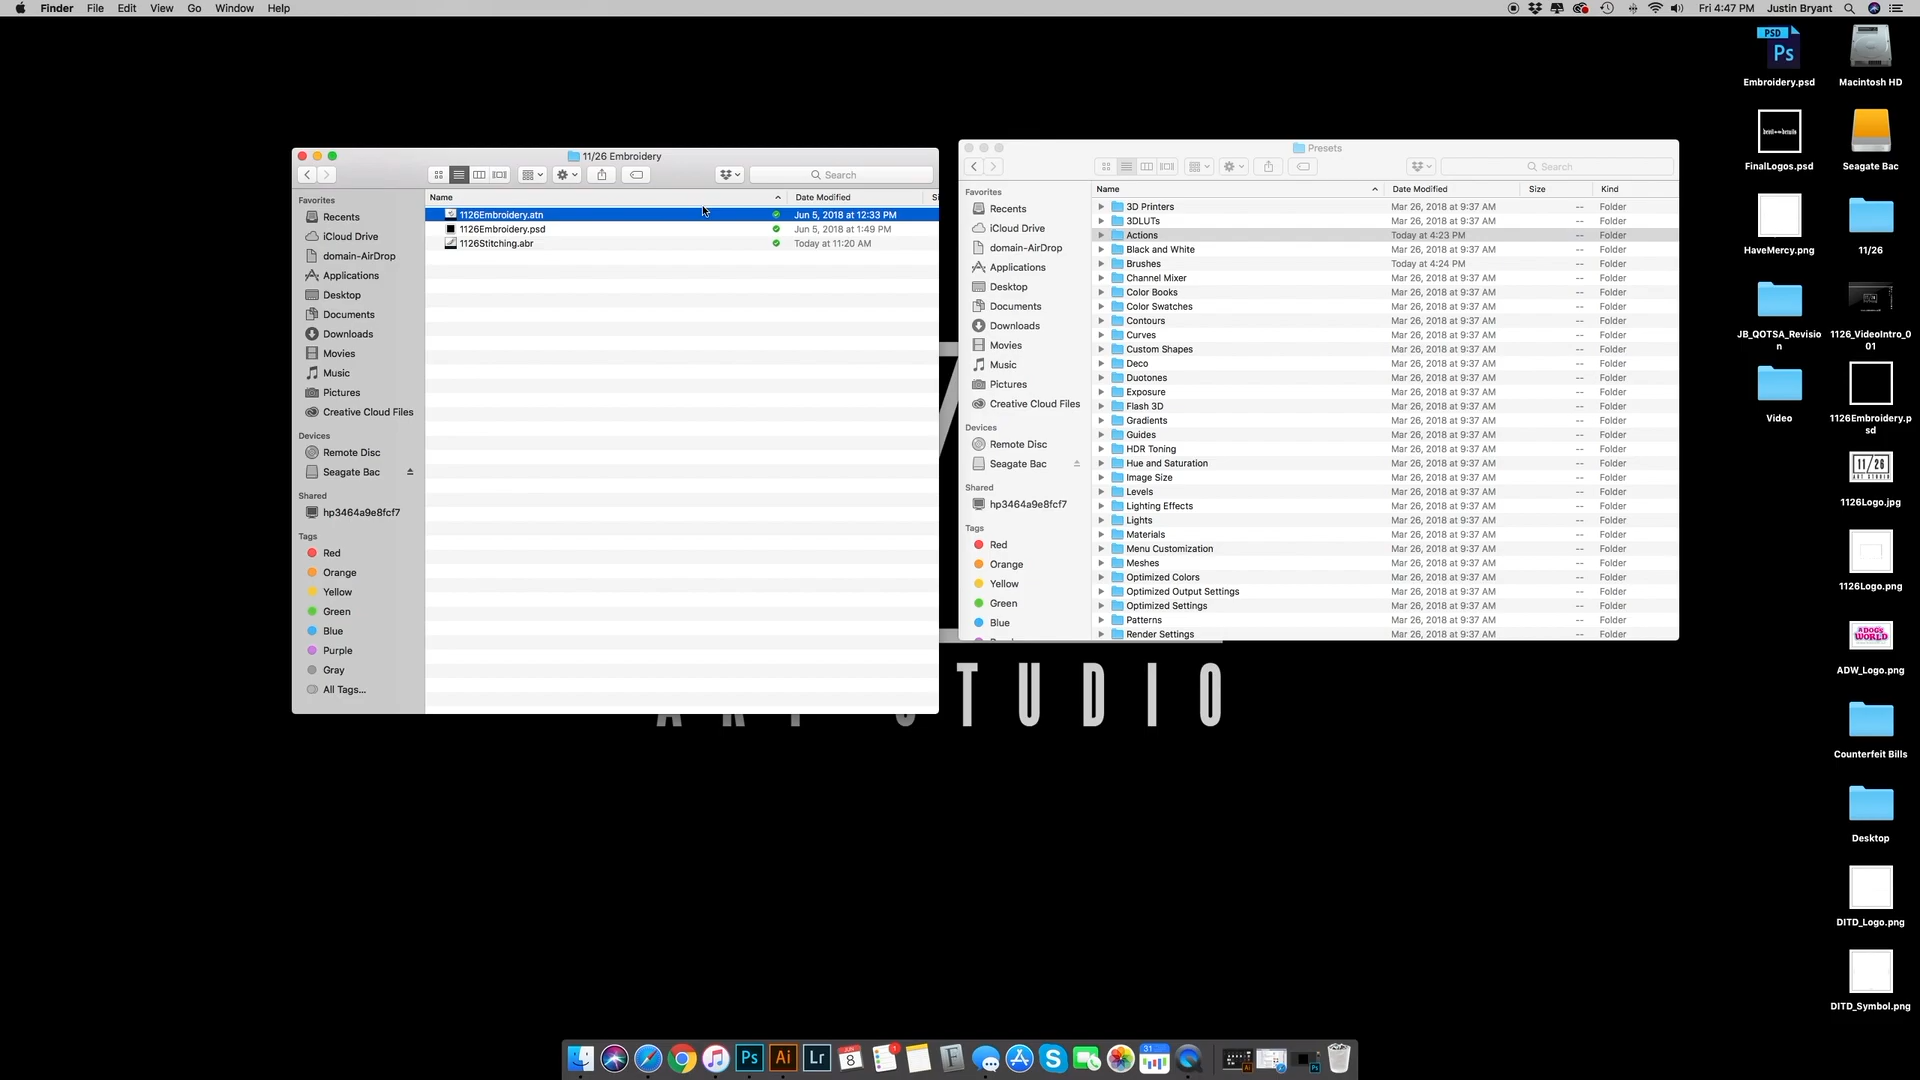 Finder File Edit View Go Window Help
Fri 4:47 PM Justin Bryant
11/26 Embroidery
Search
Favorites
Recents
iCloud Drive
domain-AirDrop
Applications
Desktop
Documents
Downloads
Movies
Music
Pictures
Creative Cloud Files
Devices
Remote Disc
Seagate Bac
Shared
hp3464a9e8fcf7
Tags
Red
Orange
Yellow
Green
Blue
Purple
Gray
All Tags...
Name Date Modified
1126Embroidery.atn Jun 5, 2018 at 12:33 PM
1126Embroidery.psd Jun 5, 2018 at 1:49 PM
1126Stitching.abr Today at 11:20 AM
Presets
Search
Favorites
Recents
iCloud Drive
domain-AirDrop
Applications
Desktop
Documents
Downloads
Movies
Music
Pictures
Creative Cloud Files
Devices
Remote Disc
Seagate Bac
Shared
hp3464a9e8fcf7
Tags
Red
Orange
Yellow
Green
Blue
Name Date Modified Size Kind
3D Printers Mar 26, 2018 at 9:37 AM -- Folder
3DLUTs Mar 26, 2018 at 9:37 AM -- Folder
Actions Today at 4:23 PM -- Folder
Black and White Mar 26, 2018 at 9:37 AM -- Folder
Brushes Today at 4:24 PM -- Folder
Channel Mixer Mar 26, 2018 at 9:37 AM -- Folder
Color Books Mar 26, 2018 at 9:37 AM -- Folder
Color Swatches Mar 26, 2018 at 9:37 AM -- Folder
Contours Mar 26, 2018 at 9:37 AM -- Folder
Curves Mar 26, 2018 at 9:37 AM -- Folder
Custom Shapes Mar 26, 2018 at 9:37 AM -- Folder
Deco Mar 26, 2018 at 9:37 AM -- Folder
Duotones Mar 26, 2018 at 9:37 AM -- Folder
Exposure Mar 26, 2018 at 9:37 AM -- Folder
Flash 3D Mar 26, 2018 at 9:37 AM -- Folder
Gradients Mar 26, 2018 at 9:37 AM -- Folder
Guides Mar 26, 2018 at 9:37 AM -- Folder
HDR Toning Mar 26, 2018 at 9:37 AM -- Folder
Hue and Saturation Mar 26, 2018 at 9:37 AM -- Folder
Image Size Mar 26, 2018 at 9:37 AM -- Folder
Levels Mar 26, 2018 at 9:37 AM -- Folder
Lighting Effects Mar 26, 2018 at 9:37 AM -- Folder
Lights Mar 26, 2018 at 9:37 AM -- Folder
Materials Mar 26, 2018 at 9:37 AM -- Folder
Menu Customization Mar 26, 2018 at 9:37 AM -- Folder
Meshes Mar 26, 2018 at 9:37 AM -- Folder
Optimized Colors Mar 26, 2018 at 9:37 AM -- Folder
Optimized Output Settings Mar 26, 2018 at 9:37 AM -- Folder
Optimized Settings Mar 26, 2018 at 9:37 AM -- Folder
Patterns Mar 26, 2018 at 9:37 AM -- Folder
Render Settings Mar 26, 2018 at 9:37 AM -- Folder
ART STUDIO
PSD
Ps
Embroidery.psd
Macintosh HD
FinalLogos.psd
Seagate Bac
HaveMercy.png
11/26
JB_QOTSA_Revisio
n
1126_VideoIntro_0
01
Video
1126Embroidery.p
sd
11/26
1126Logo.jpg
1126Logo.png
A DOG'S
WORLD
ADW_Logo.png
Counterfeit Bills
Desktop
DITD_Logo.png
DITD_Symbol.png
Ps Ai Lr JUN 8 1 31